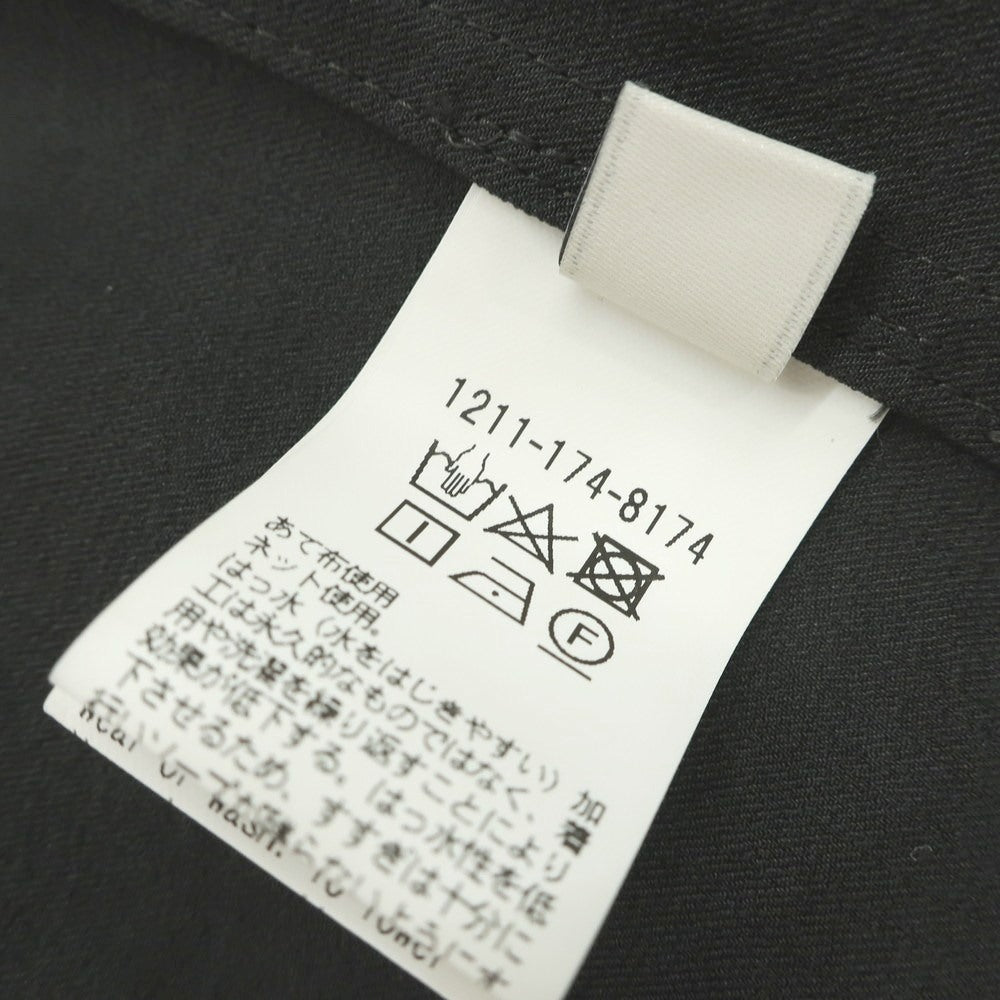 1211-174-8174
F
あて布使用
ネット使用。
はっ水（水をはじきやすい）加
工は永久的なものではなく、着
用や洗濯を繰り返すことにより
効果が低下する。はっ水性を低
下させるため、すすぎは十分に